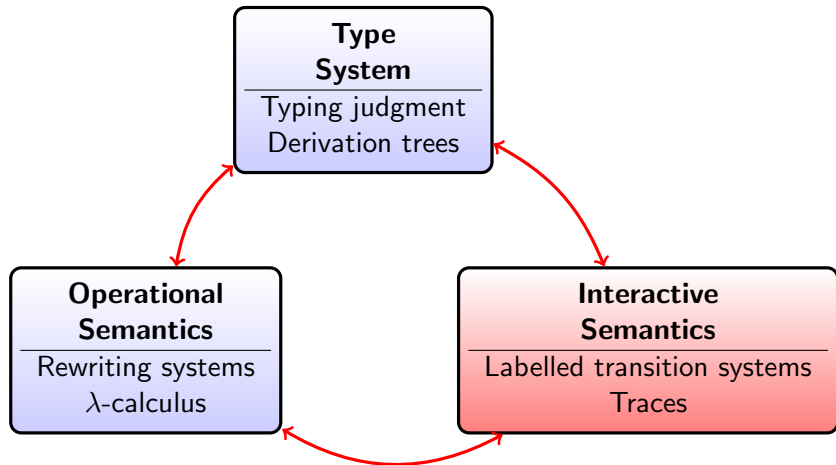 Type
System
Typing judgment
Derivation trees
Operational
Semantics
Rewriting systems
λ-calculus
Interactive
Semantics
Labelled transition systems
Traces